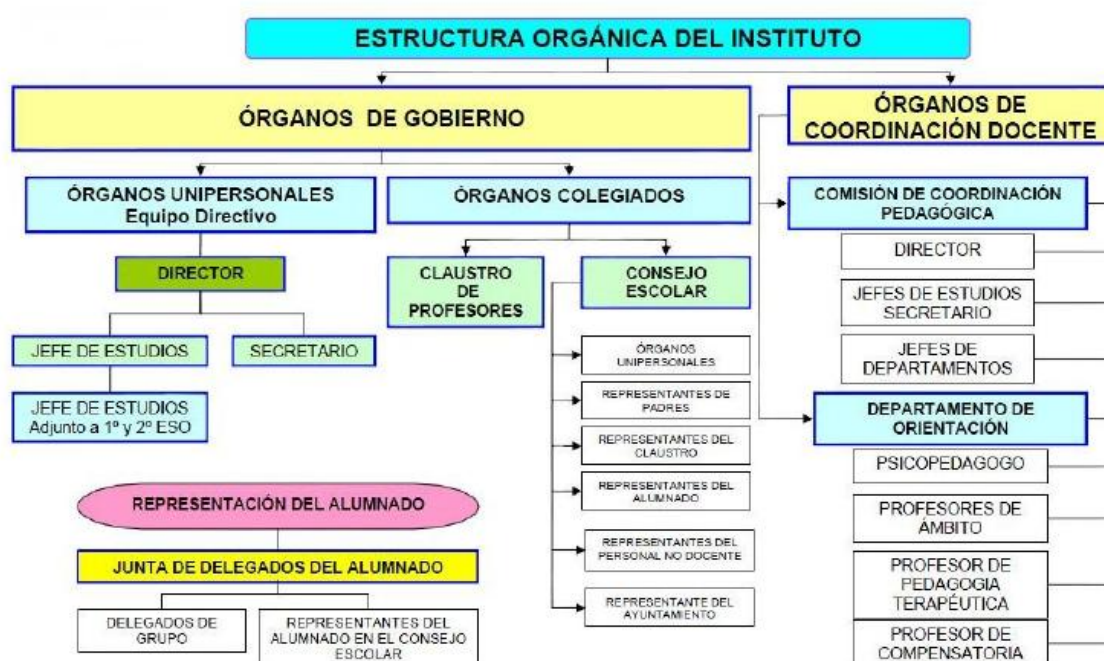 ESTRUCTURA ORGÁNICA DEL INSTITUTO
ÓRGANOS DE GOBIERNO
ÓRGANOS DE
COORDINACIÓN DOCENTE
ÓRGANOS UNIPERSONALES
Equipo Directivo
ÓRGANOS COLEGIADOS
DIRECTOR
JEFE DE ESTUDIOS
SECRETARIO
JEFE DE ESTUDIOS
Adjunto a 1º y 2º ESO
CLAUSTRO
DE
PROFESORES
CONSEJO
ESCOLAR
ÓRGANOS
UNIPERSONALES
REPRESENTANTES DE
PADRES
REPRESENTANTES DEL
CLAUSTRO
REPRESENTANTES DEL
ALUMNADO
REPRESENTANTES DEL
PERSONAL NO DOCENTE
REPRESENTANTE DEL
AYUNTAMIENTO
COMISIÓN DE COORDINACIÓN
PEDAGÓGICA
DIRECTOR
JEFES DE ESTUDIOS
SECRETARIO
JEFES DE
DEPARTAMENTOS
DEPARTAMENTO DE
ORIENTACIÓN
PSICOPEDAGOGO
PROFESORES DE
ÁMBITO
PROFESOR DE
PEDAGOGIA
TERAPÉUTICA
PROFESOR DE
COMPENSATORIA
REPRESENTACIÓN DEL ALUMNADO
JUNTA DE DELEGADOS DEL ALUMNADO
DELEGADOS DE
GRUPO
REPRESENTANTES DEL
ALUMNADO EN EL CONSEJO
ESCOLAR